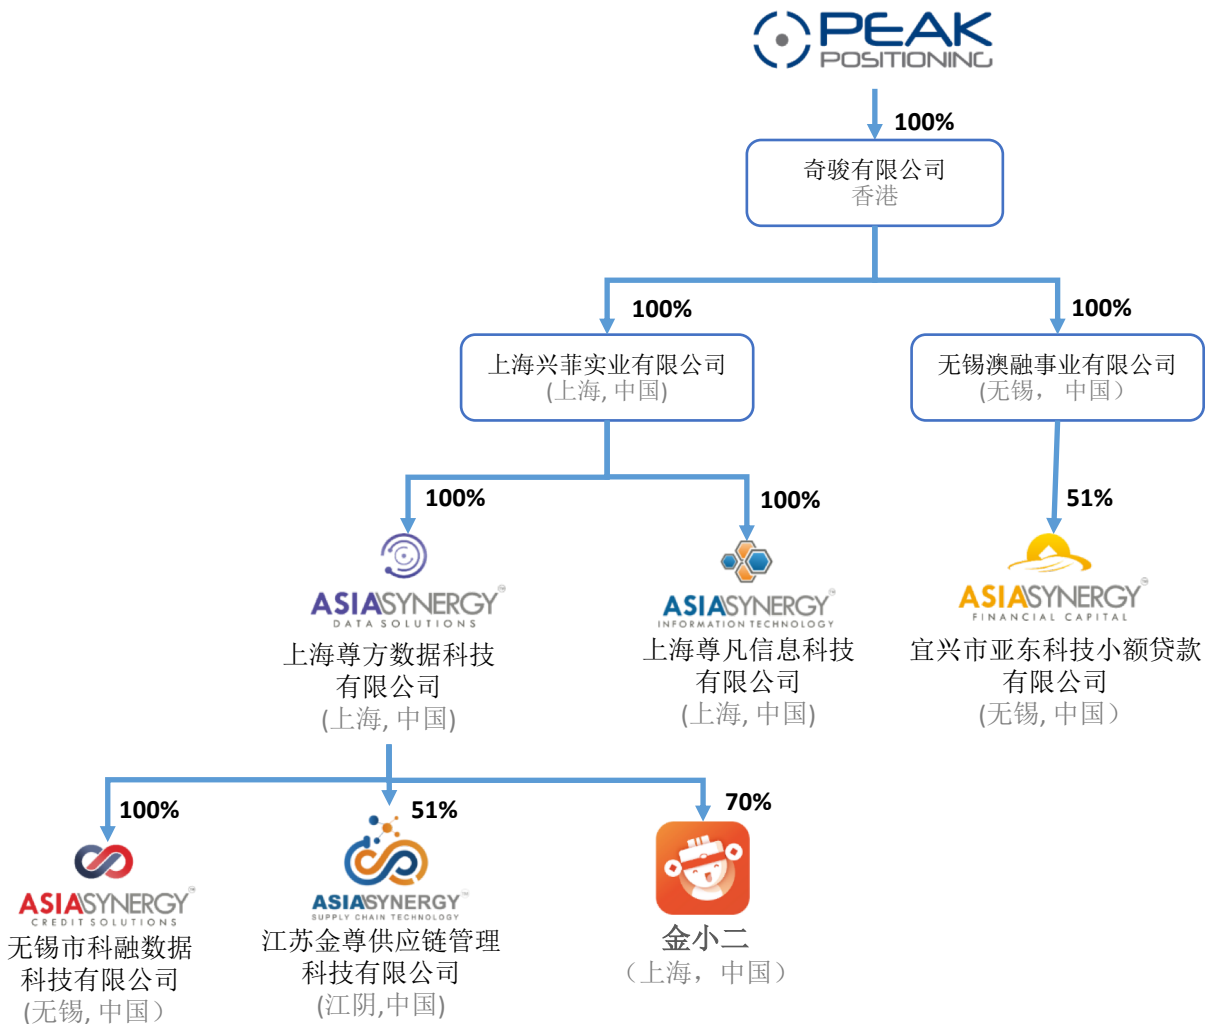 PEAK
POSITIONING
100%
奇骏有限公司
香港
100%
100%
上海兴菲实业有限公司
(上海, 中国)
无锡澳融事业有限公司
(无锡， 中国）
100%
100%
51%
ASIASYNERGY
DATA SOLUTIONS
上海尊方数据科技
有限公司
(上海, 中国)
ASIASYNERGY
INFORMATION TECHNOLOGY
上海尊凡信息科技
有限公司
(上海, 中国)
ASIASYNERGY
FINANCIAL CAPITAL
宜兴市亚东科技小额贷款
有限公司
(无锡, 中国）
100%
51%
70%
ASIASYNERGY
CREDIT SOLUTIONS
无锡市科融数据
科技有限公司
(无锡, 中国）
ASIASYNERGY
SUPPLY CHAIN TECHNOLOGY
江苏金尊供应链管理
科技有限公司
(江阴,中国)
金小二
（上海，中国）